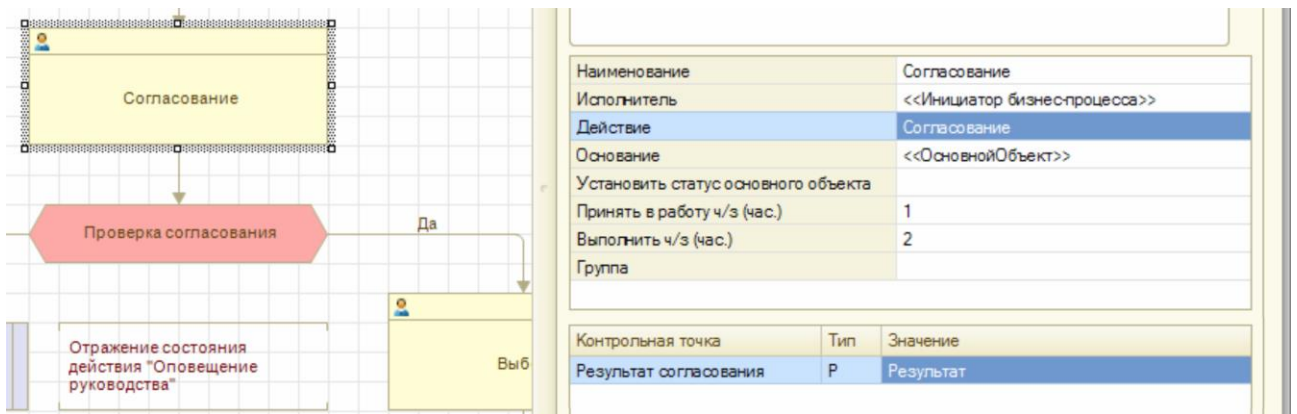 Согласование
Проверка согласования
Да
Отражение состояния
действия "Оповещение
руководства"
Выб
Наименование Согласование
Исполнитель <<Инициатор бизнес-процесса>>
Действие Согласование
Основание <<ОсновнойОбъект>>
Установить статус основного объекта
Принять в работу ч/з (час.) 1
Выполнить ч/з (час.) 2
Группа
Контрольная точка Тип Значение
Результат согласования Р Результат